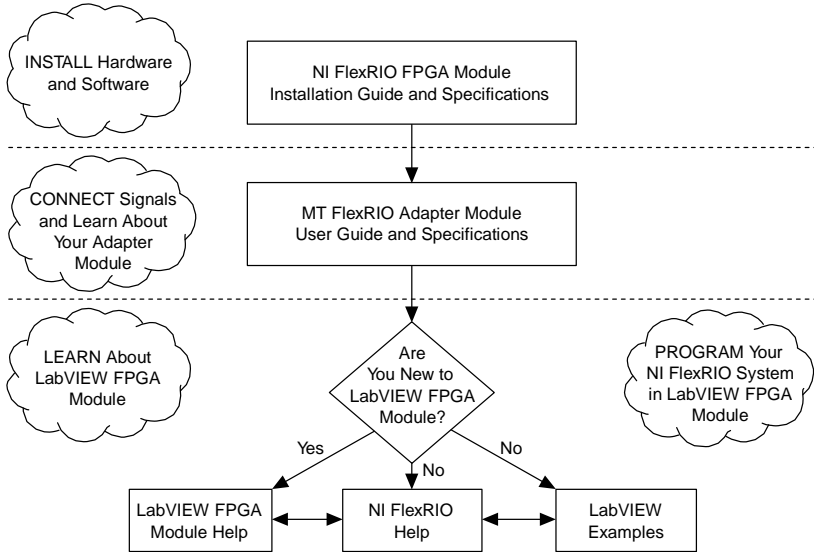 INSTALL Hardware
and Software
NI FlexRIO FPGA Module
Installation Guide and Specifications
CONNECT Signals
and Learn About
Your Adapter
Module
MT FlexRIO Adapter Module
User Guide and Specifications
LEARN About
LabVIEW FPGA
Module
Are
You New to
LabVIEW FPGA
Module?
PROGRAM Your
NI FlexRIO System
in LabVIEW FPGA
Module
Yes
No
No
LabVIEW FPGA
Module Help
NI FlexRIO
Help
LabVIEW
Examples